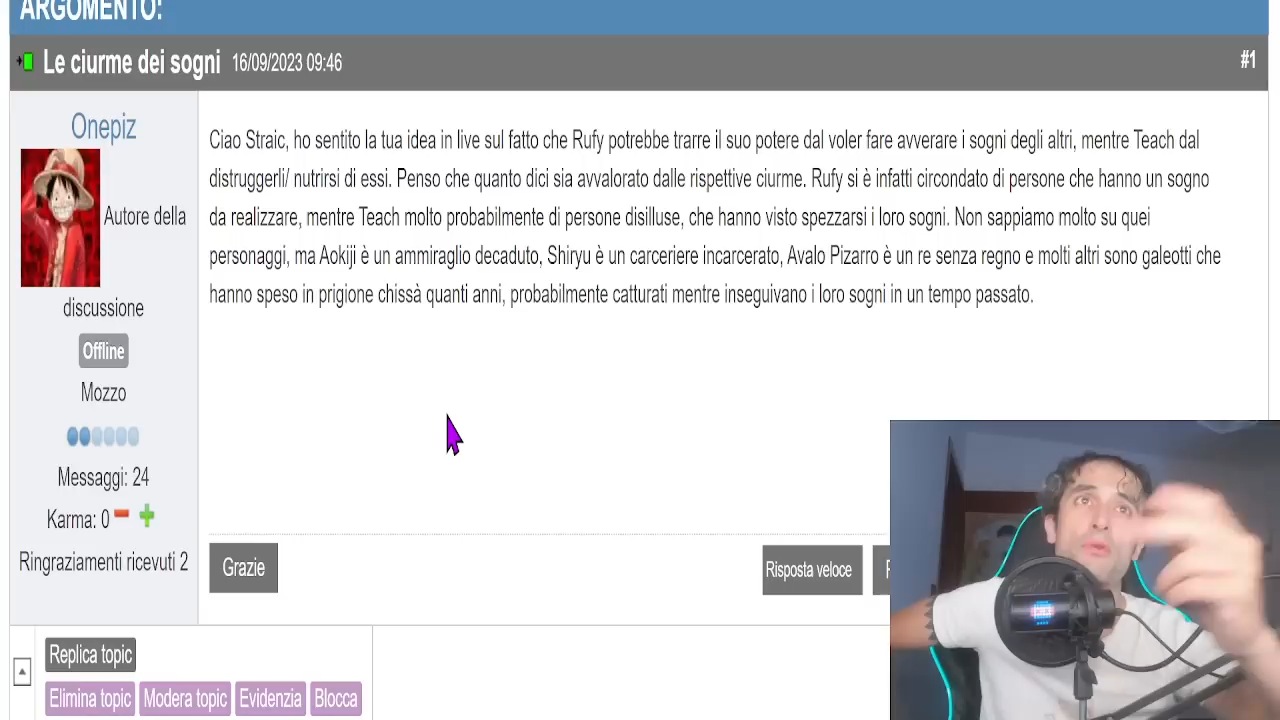 ARGOMENTO:
Le ciurme dei sogni 16/09/2023 09:46 #1
Onepiz
Autore della
discussione
Offline
Mozzo
Messaggi: 24
Karma: 0
Ringraziamenti ricevuti 2
Ciao Straic, ho sentito la tua idea in live sul fatto che Rufy potrebbe trarre il suo potere dal voler fare avverare i sogni degli altri, mentre Teach dal
distruggerli/ nutrirsi di essi. Penso che quanto dici sia avvalorato dalle rispettive ciurme. Rufy si è infatti circondato di persone che hanno un sogno
da realizzare, mentre Teach molto probabilmente di persone disilluse, che hanno visto spezzarsi i loro sogni. Non sappiamo molto su quei
personaggi, ma Aokiji è un ammiraglio decaduto, Shiryu è un carceriere incarcerato, Avalo Pizarro è un re senza regno e molti altri sono galeotti che
hanno speso in prigione chissà quanti anni, probabilmente catturati mentre inseguivano i loro sogni in un tempo passato.
Grazie
Risposta veloce
Replica topic
Elimina topic Modera topic Evidenzia Blocca